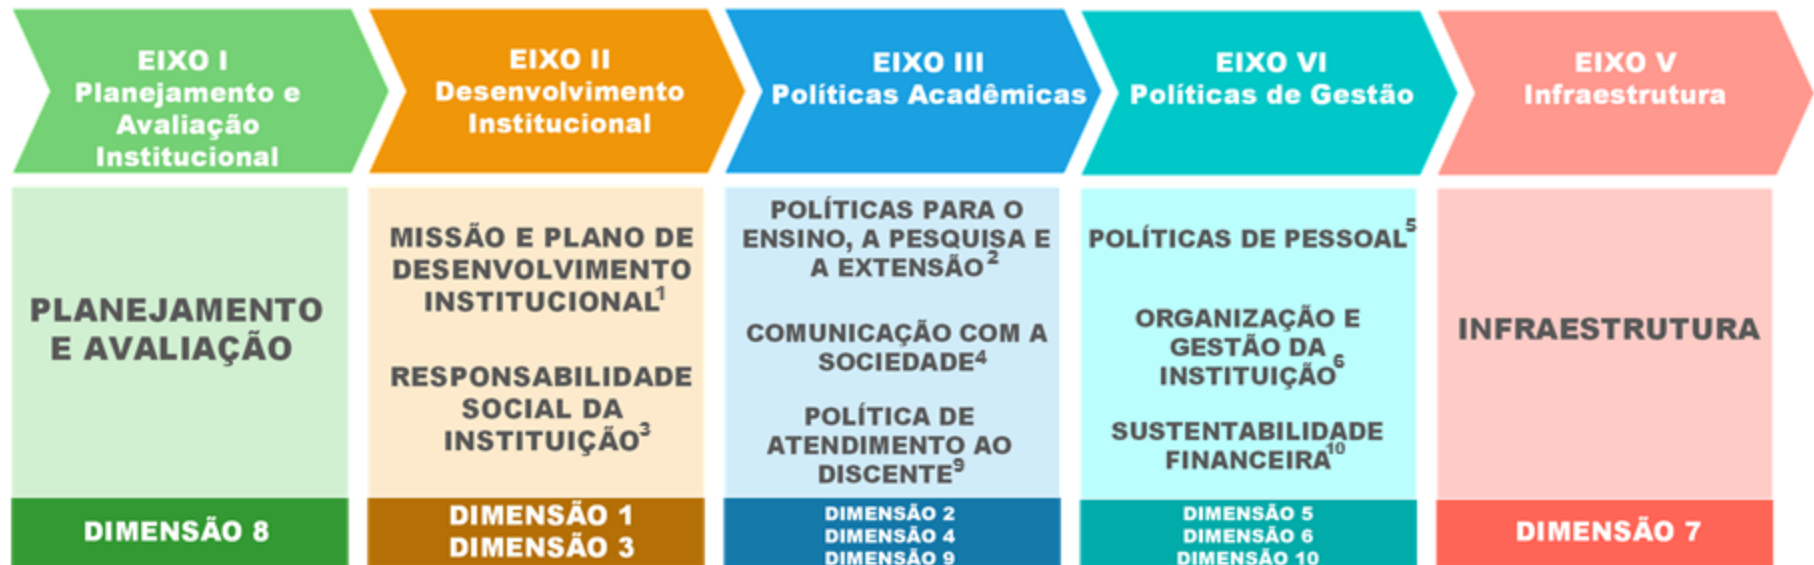 EIXO I
Planejamento e
Avaliação
Institucional
EIXO II
Desenvolvimento
Institucional
EIXO III
Políticas Acadêmicas
EIXO VI
Políticas de Gestão
EIXO V
Infraestrutura
PLANEJAMENTO
E AVALIAÇÃO
MISSÃO E PLANO DE
DESENVOLVIMENTO
INSTITUCIONAL¹
RESPONSABILIDADE
SOCIAL DA
INSTITUIÇÃO³
POLÍTICAS PARA O
ENSINO, A PESQUISA E
A EXTENSÃO²
COMUNICAÇÃO COM A
SOCIEDADE⁴
POLÍTICA DE
ATENDIMENTO AO
DISCENTE⁹
POLÍTICAS DE PESSOAL⁵
ORGANIZAÇÃO E
GESTÃO DA
INSTITUIÇÃO⁶
SUSTENTABILIDADE
FINANCEIRA¹⁰
INFRAESTRUTURA
DIMENSÃO 8
DIMENSÃO 1
DIMENSÃO 3
DIMENSÃO 2
DIMENSÃO 4
DIMENSÃO 9
DIMENSÃO 5
DIMENSÃO 6
DIMENSÃO 10
DIMENSÃO 7